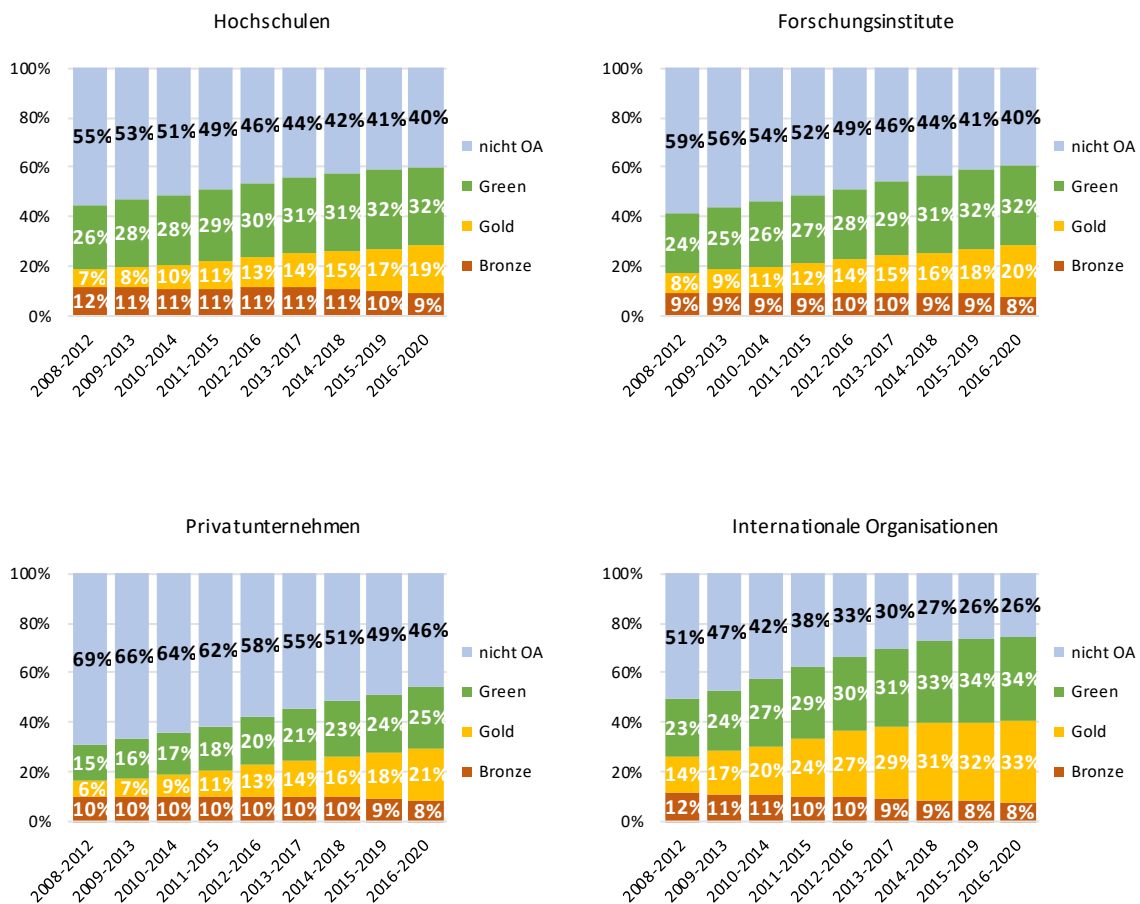 Hochschulen
100%
80%
60%
40%
20%
0%
55% 53% 51% 49% 46% 44% 42% 41% 40%
26% 28% 28% 29% 30% 31% 31% 32% 32%
7% 8% 10% 11% 13% 14% 15% 17% 19%
12% 11% 11% 11% 11% 11% 11% 10% 9%
2008-2012 2009-2013 2010-2014 2011-2015 2012-2016 2013-2017 2014-2018 2015-2019 2016-2020
nicht OA
Green
Gold
Bronze
Forschungsinstitute
100%
80%
60%
40%
20%
0%
59% 56% 54% 52% 49% 46% 44% 41% 40%
24% 25% 26% 27% 28% 29% 31% 32% 32%
8% 9% 11% 12% 14% 15% 16% 18% 20%
9% 9% 9% 9% 10% 10% 9% 9% 8%
2008-2012 2009-2013 2010-2014 2011-2015 2012-2016 2013-2017 2014-2018 2015-2019 2016-2020
nicht OA
Green
Gold
Bronze
Privatunternehmen
100%
80%
60%
40%
20%
0%
69% 66% 64% 62% 58% 55% 51% 49% 46%
15% 16% 17% 18% 20% 21% 23% 24% 25%
6% 7% 9% 11% 13% 14% 16% 18% 21%
10% 10% 10% 10% 10% 10% 10% 9% 8%
2008-2012 2009-2013 2010-2014 2011-2015 2012-2016 2013-2017 2014-2018 2015-2019 2016-2020
nicht OA
Green
Gold
Bronze
Internationale Organisationen
100%
80%
60%
40%
20%
0%
51% 47% 42% 38% 33% 30% 27% 26% 26%
23% 24% 27% 29% 30% 31% 33% 34% 34%
14% 17% 20% 24% 27% 29% 31% 32% 33%
12% 11% 11% 10% 10% 9% 9% 8% 8%
2008-2012 2009-2013 2010-2014 2011-2015 2012-2016 2013-2017 2014-2018 2015-2019 2016-2020
nicht OA
Green
Gold
Bronze